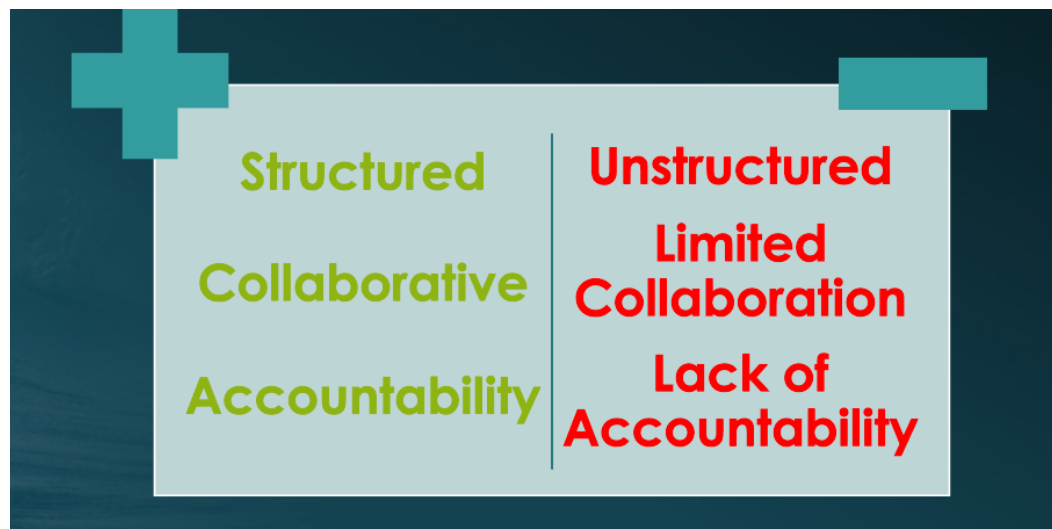 Structured
Collaborative
Accountability
Unstructured
Limited
Collaboration
Lack of
Accountability